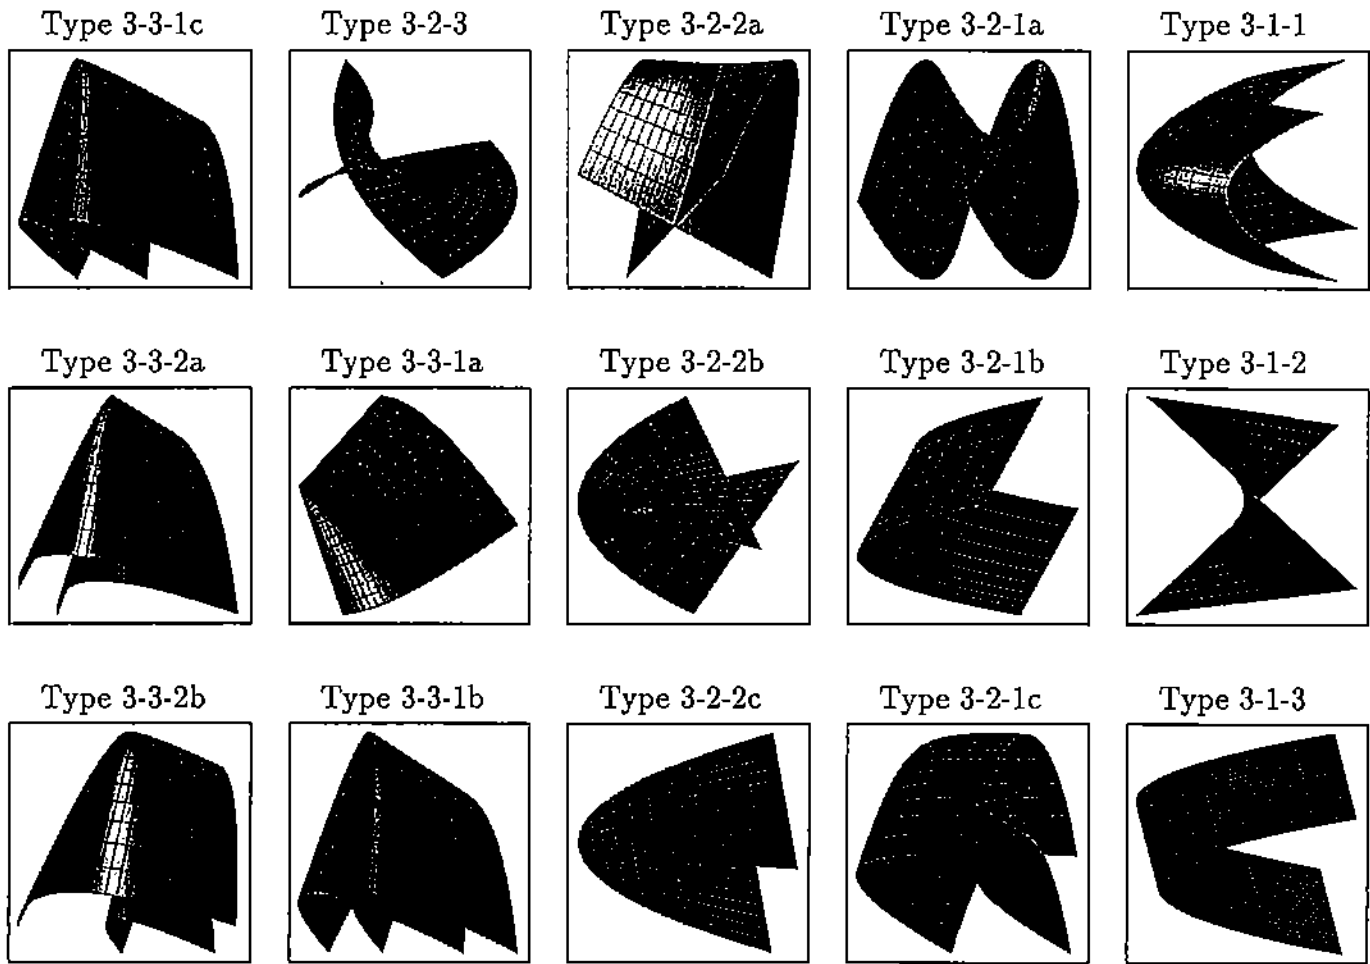 Type 3-3-1c
Type 3-2-3
Type 3-2-2a
Type 3-2-1a
Type 3-1-1
Type 3-3-2a
Type 3-3-1a
Type 3-2-2b
Type 3-2-1b
Type 3-1-2
Type 3-3-2b
Type 3-3-1b
Type 3-2-2c
Type 3-2-1c
Type 3-1-3